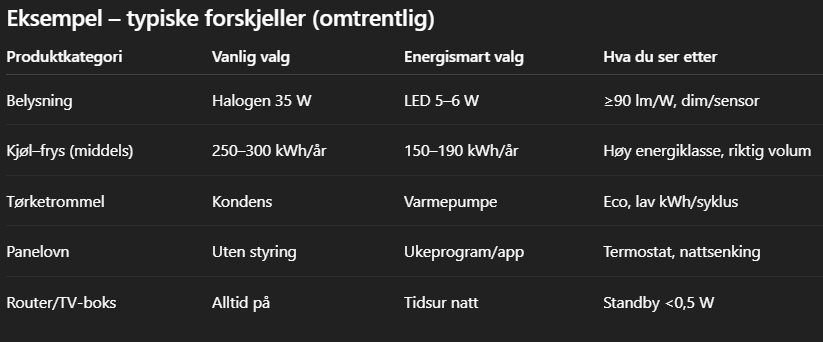 Eksempel – typiske forskjeller (omtrentlig)
Produktkategori Vanlig valg Energismart valg Hva du ser etter
Belysning Halogen 35 W LED 5–6 W ≥90 lm/W, dim/sensor
Kjøl–frys (middels) 250–300 kWh/år 150–190 kWh/år Høy energiklasse, riktig volum
Tørketrommel Kondens Varmepumpe Eco, lav kWh/syklus
Panelovn Uten styring Ukeprogram/app Termostat, nattsenking
Router/TV-boks Alltid på Tidsur natt Standby <0,5 W